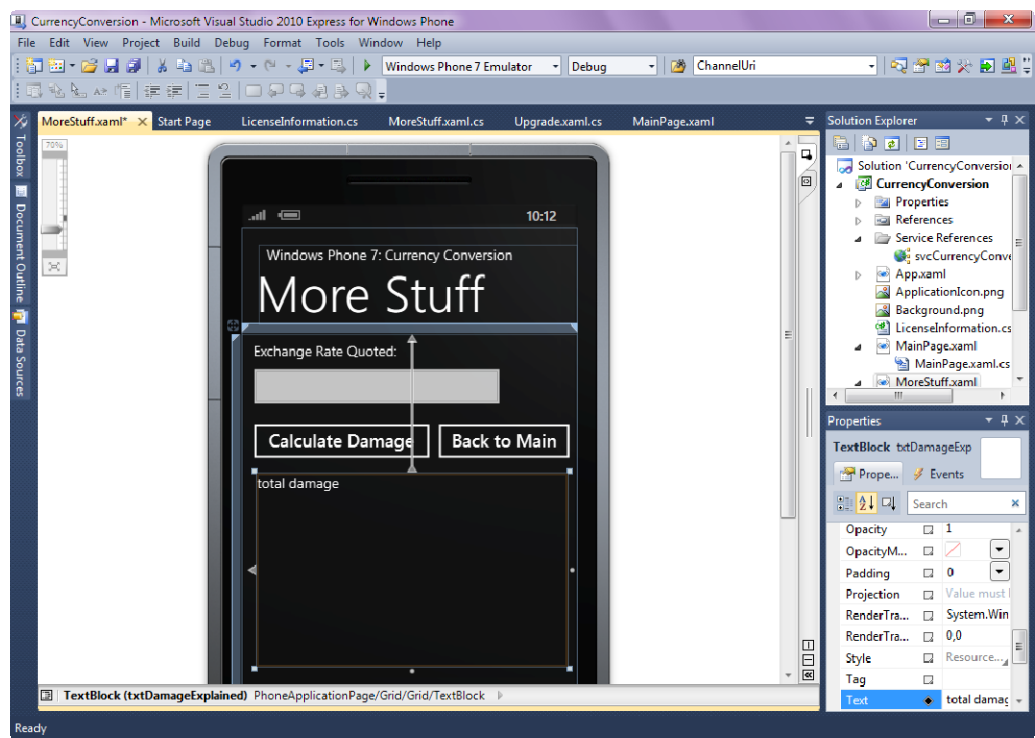 CurrencyConversion - Microsoft Visual Studio 2010 Express for Windows Phone
File Edit View Project Build Debug Format Tools Window Help
Windows Phone 7 Emulator Debug ChannelUri
MoreStuff.xaml* Start Page LicenseInformation.cs MoreStuff.xaml.cs Upgrade.xaml.cs MainPage.xaml
Toolbox
Document Outline
Data Sources
70%
10:12
Windows Phone 7: Currency Conversion
More Stuff
Exchange Rate Quoted:
Calculate Damage Back to Main
total damage
TextBlock (txtDamageExplained) PhoneApplicationPage/Grid/Grid/TextBlock
Solution Explorer
Solution 'CurrencyConversio
CurrencyConversion
Properties
References
Service References
svcCurrencyConve
App.xaml
ApplicationIcon.png
Background.png
LicenseInformation.cs
MainPage.xaml
MainPage.xaml.cs
MoreStuff.xaml
Properties
TextBlock txtDamageExp
Prope... Events
Search
Opacity 1
OpacityM...
Padding 0
Projection Value must
RenderTra... System.Win
RenderTra... 0,0
Style Resource...
Tag
Text total damag
Ready